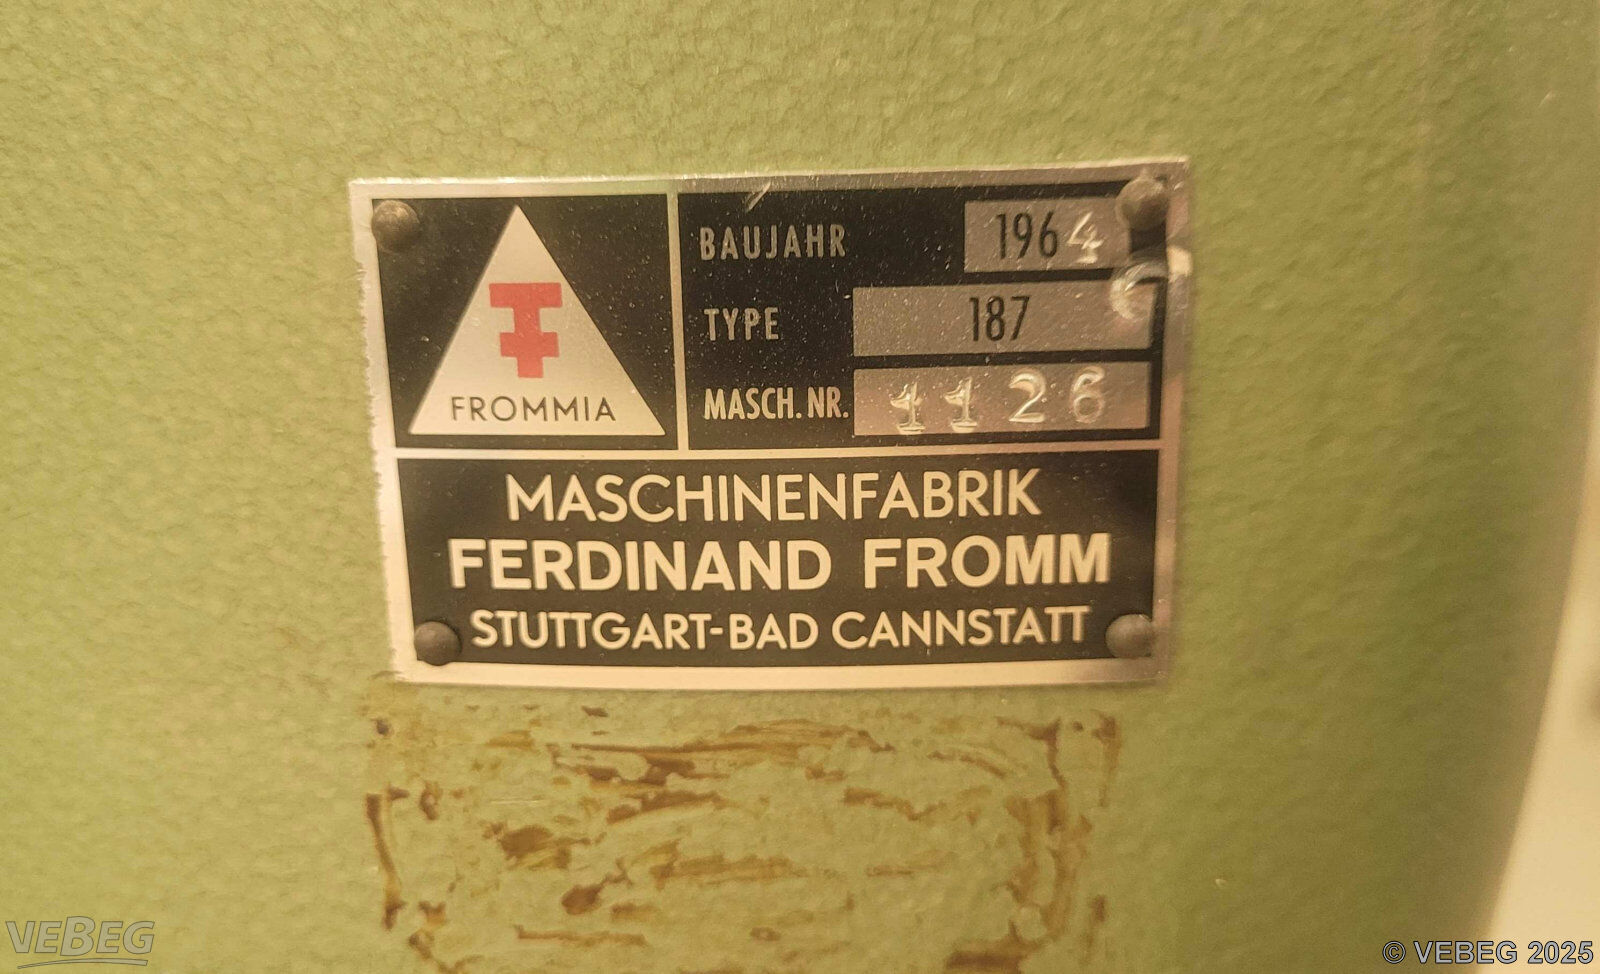 FROMMIA
BAUJAHR 1964
TYPE 187
MASCH. NR. 1126
MASCHINENFABRIK
FERDINAND FROMM
STUTTGART-BAD CANNSTATT
VEBEG
© VEBEG 2025